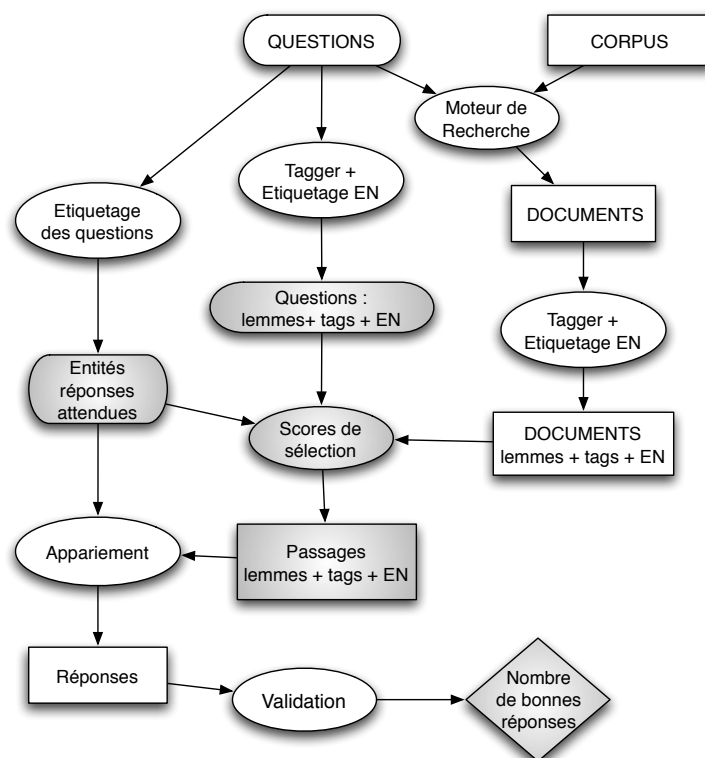 QUESTIONS
CORPUS
Moteur de
Recherche
Tagger +
Etiquetage EN
Etiquetage
des questions
DOCUMENTS
Questions :
lemmes+ tags + EN
Tagger +
Etiquetage EN
Entités
réponses
attendues
Scores de
sélection
DOCUMENTS
lemmes + tags + EN
Appariement
Passages
lemmes + tags + EN
Réponses
Validation
Nombre
de bonnes
réponses